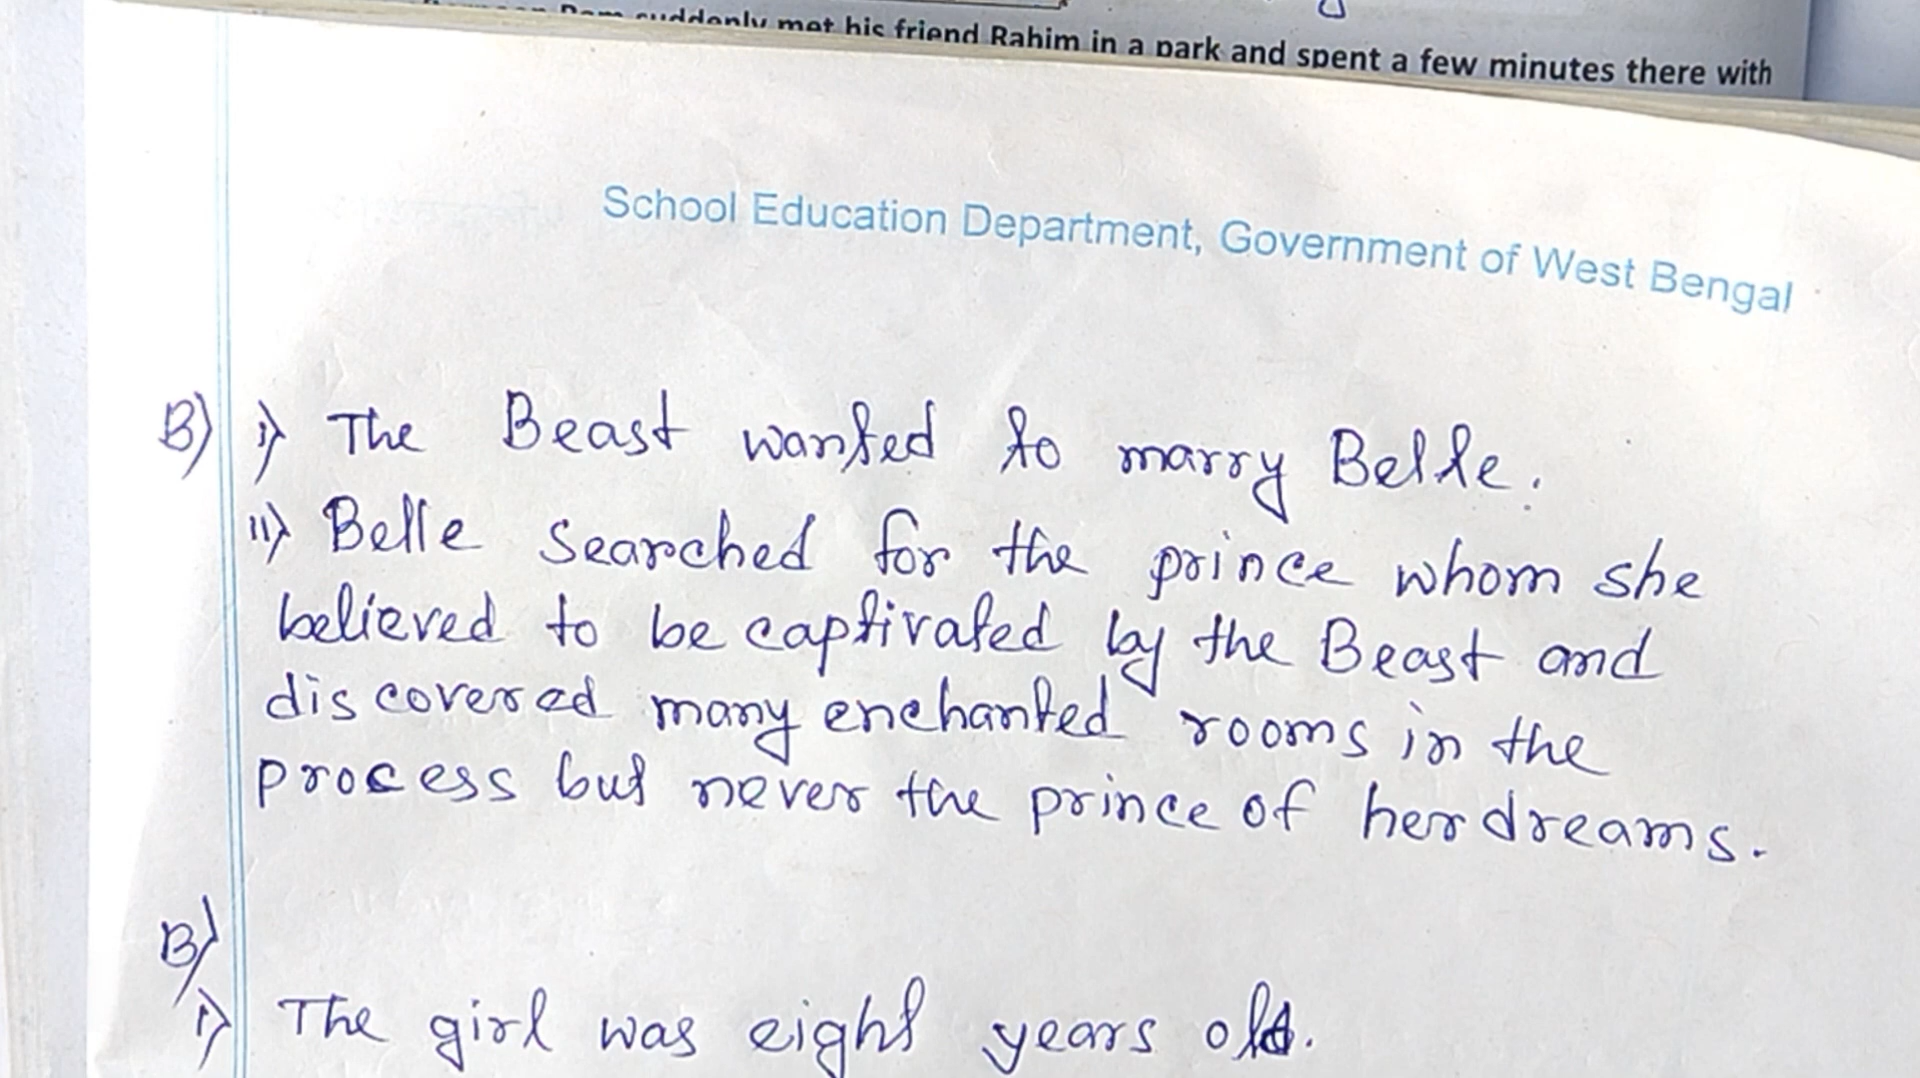 suddenly met his friend Rahim in a park and spent a few minutes there with
School Education Department, Government of West Bengal
B) i) The Beast wanted to marry Belle.
ii) Belle searched for the prince whom she
believed to be captivated by the Beast and
discovered many enchanted rooms in the
process but never the prince of her dreams.
B)
i) The girl was eight years old.